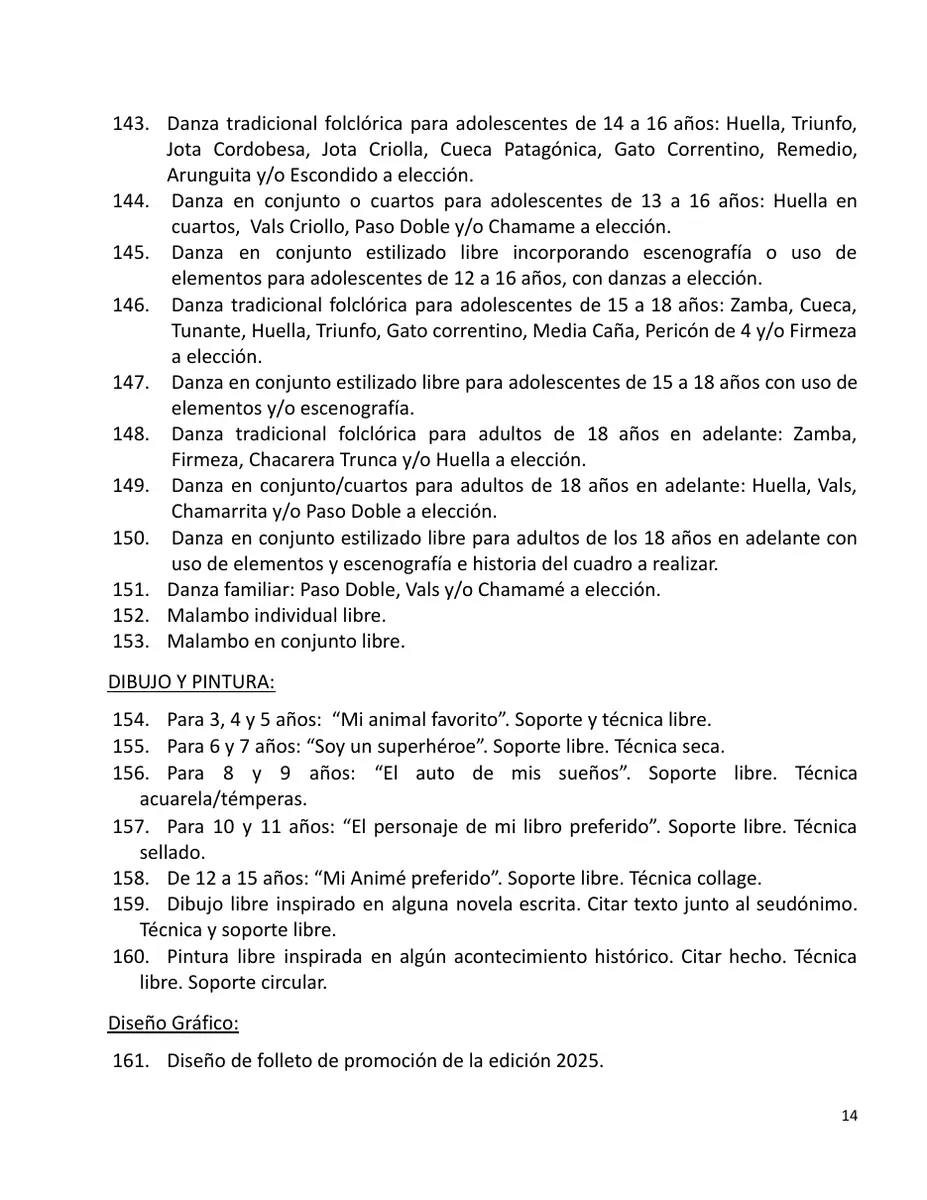 143. Danza tradicional folclórica para adolescentes de 14 a 16 años: Huella, Triunfo,
Jota Cordobesa, Jota Criolla, Cueca Patagónica, Gato Correntino, Remedio,
Arunguita y/o Escondido a elección.
144. Danza en conjunto o cuartos para adolescentes de 13 a 16 años: Huella en
cuartos, Vals Criollo, Paso Doble y/o Chamame a elección.
145. Danza en conjunto estilizado libre incorporando escenografía o uso de
elementos para adolescentes de 12 a 16 años, con danzas a elección.
146. Danza tradicional folclórica para adolescentes de 15 a 18 años: Zamba, Cueca,
Tunante, Huella, Triunfo, Gato correntino, Media Caña, Pericón de 4 y/o Firmeza
a elección.
147. Danza en conjunto estilizado libre para adolescentes de 15 a 18 años con uso de
elementos y/o escenografía.
148. Danza tradicional folclórica para adultos de 18 años en adelante: Zamba,
Firmeza, Chacarera Trunca y/o Huella a elección.
149. Danza en conjunto/cuartos para adultos de 18 años en adelante: Huella, Vals,
Chamarrita y/o Paso Doble a elección.
150. Danza en conjunto estilizado libre para adultos de los 18 años en adelante con
uso de elementos y escenografía e historia del cuadro a realizar.
151. Danza familiar: Paso Doble, Vals y/o Chamamé a elección.
152. Malambo individual libre.
153. Malambo en conjunto libre.
DIBUJO Y PINTURA:
154. Para 3, 4 y 5 años: “Mi animal favorito”. Soporte y técnica libre.
155. Para 6 y 7 años: “Soy un superhéroe”. Soporte libre. Técnica seca.
156. Para 8 y 9 años: “El auto de mis sueños”. Soporte libre. Técnica
acuarela/témperas.
157. Para 10 y 11 años: “El personaje de mi libro preferido”. Soporte libre. Técnica
sellado.
158. De 12 a 15 años: “Mi Animé preferido”. Soporte libre. Técnica collage.
159. Dibujo libre inspirado en alguna novela escrita. Citar texto junto al seudónimo.
Técnica y soporte libre.
160. Pintura libre inspirada en algún acontecimiento histórico. Citar hecho. Técnica
libre. Soporte circular.
Diseño Gráfico:
161. Diseño de folleto de promoción de la edición 2025.
14